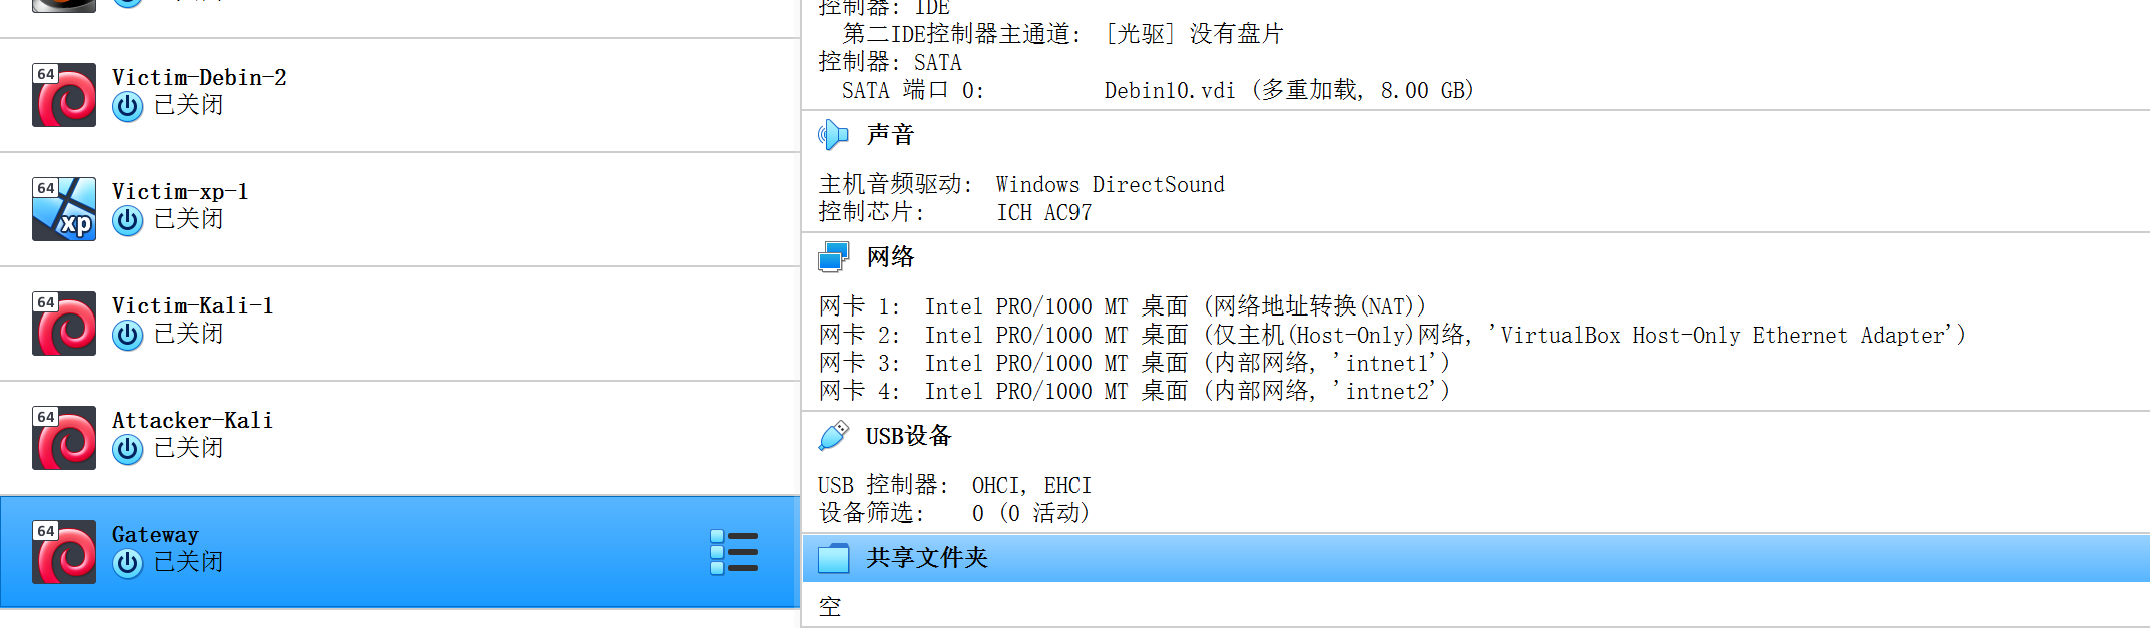 Victim-Debin-2
64
已关闭
Victim-xp-1
64
xp
已关闭
Victim-Kali-1
64
已关闭
Attacker-Kali
64
已关闭
Gateway
64
已关闭
控制器: IDE
第二IDE控制器主通道: [光驱] 没有盘片
控制器: SATA
SATA 端口 0: Debin10.vdi (多重加载, 8.00 GB)
声音
主机音频驱动: Windows DirectSound
控制芯片: ICH AC97
网络
网卡 1: Intel PRO/1000 MT 桌面 (网络地址转换(NAT))
网卡 2: Intel PRO/1000 MT 桌面 (仅主机(Host-Only)网络, 'VirtualBox Host-Only Ethernet Adapter')
网卡 3: Intel PRO/1000 MT 桌面 (内部网络, 'intnet1')
网卡 4: Intel PRO/1000 MT 桌面 (内部网络, 'intnet2')
USB设备
USB 控制器: OHCI, EHCI
设备筛选: 0 (0 活动)
共享文件夹
空